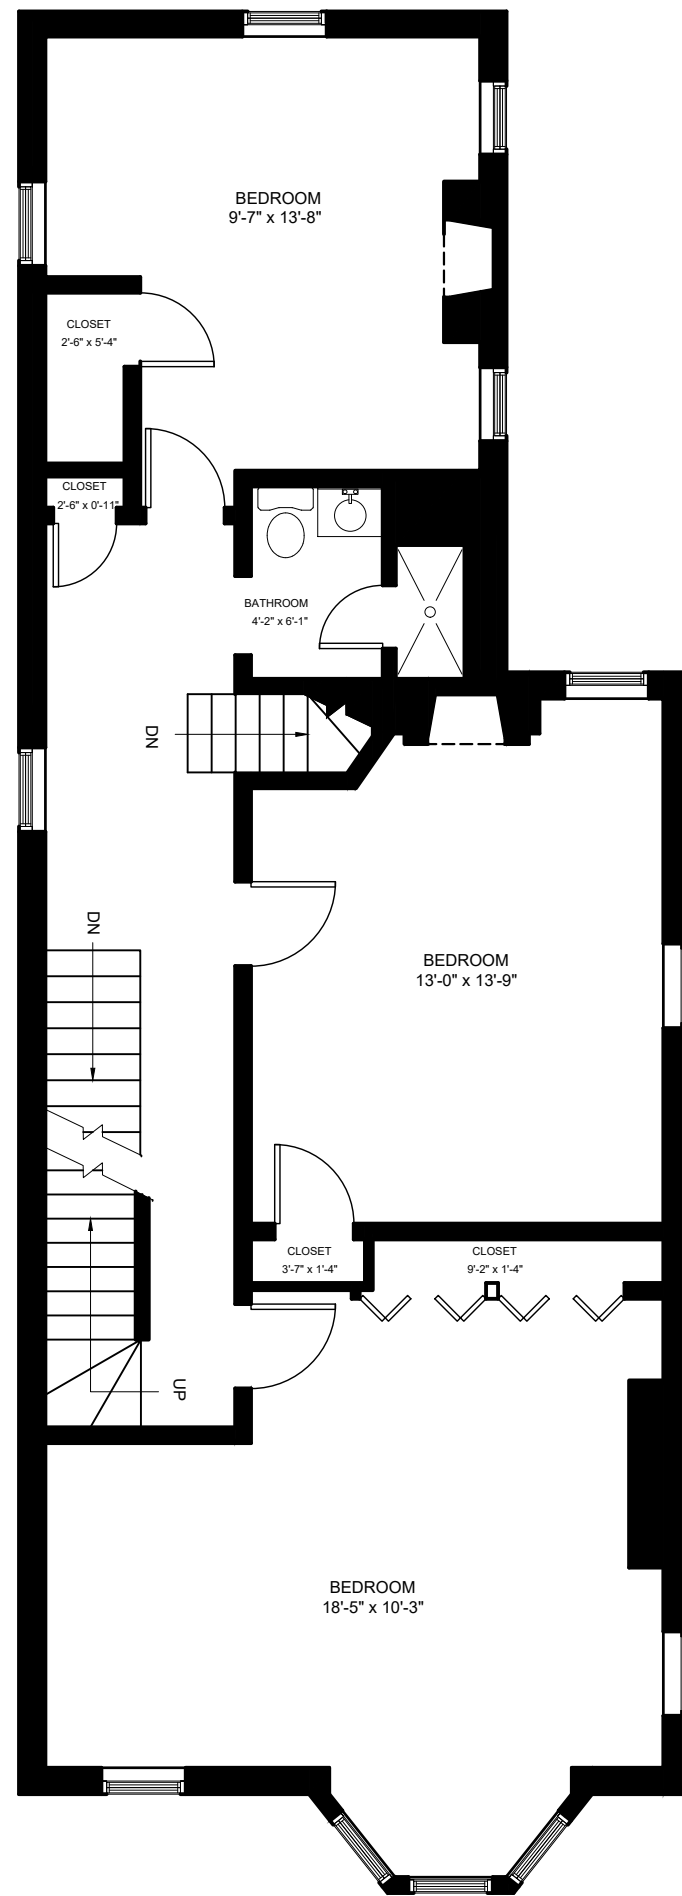 BEDROOM
9'-7" x 13'-8"
CLOSET
2'-6" x 5'-4"
CLOSET
2'-6" x 0'-11"
BATHROOM
4'-2" x 6'-1"
DN
DN
BEDROOM
13'-0" x 13'-9"
CLOSET
3'-7" x 1'-4"
CLOSET
9'-2" x 1'-4"
UP
BEDROOM
18'-5" x 10'-3"